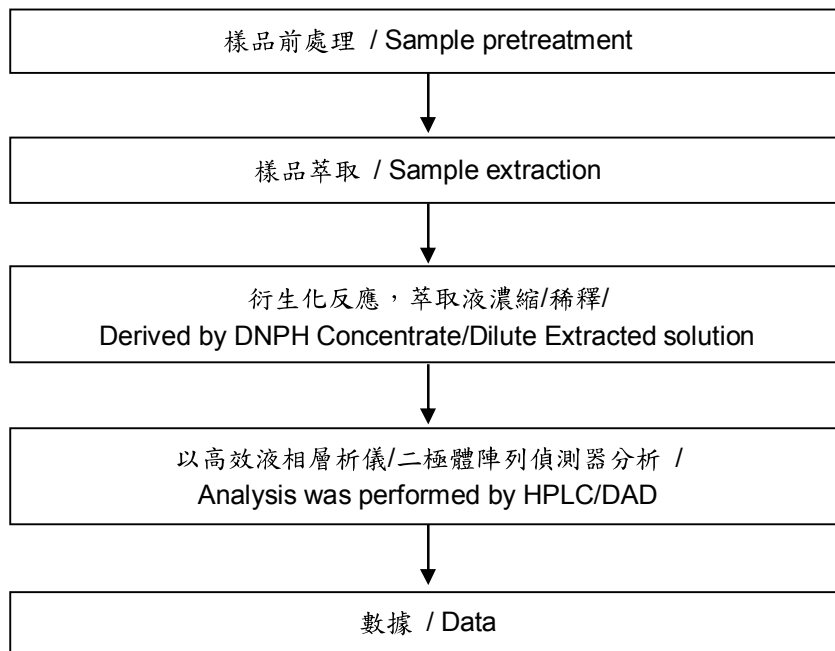 樣品前處理 / Sample pretreatment
樣品萃取 / Sample extraction
衍生化反應，萃取液濃縮/稀釋/
Derived by DNPH Concentrate/Dilute Extracted solution
以高效液相層析儀/二極體陣列偵測器分析 /
Analysis was performed by HPLC/DAD
數據 / Data